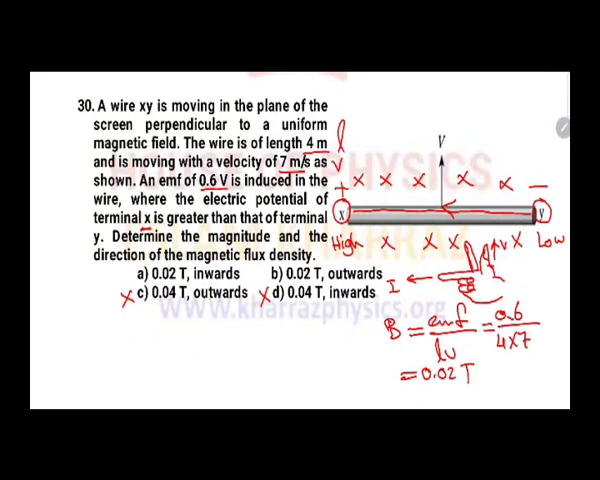 30. A wire xy is moving in the plane of the
screen perpendicular to a uniform
magnetic field. The wire is of length 4 m
and is moving with a velocity of 7 m/s as
shown. An emf of 0.6 V is induced in the
wire, where the electric potential of
terminal x is greater than that of terminal
y. Determine the magnitude and the
direction of the magnetic flux density.
a) 0.02 T, inwards b) 0.02 T, outwards
x c) 0.04 T, outwards x d) 0.04 T, inwards
www.kharrazphysics.org
l
V
V
+ x x x x x −
x y
High x x x x Low
V
I
B = emf / lv = 0.6 / 4x7
= 0.02 T